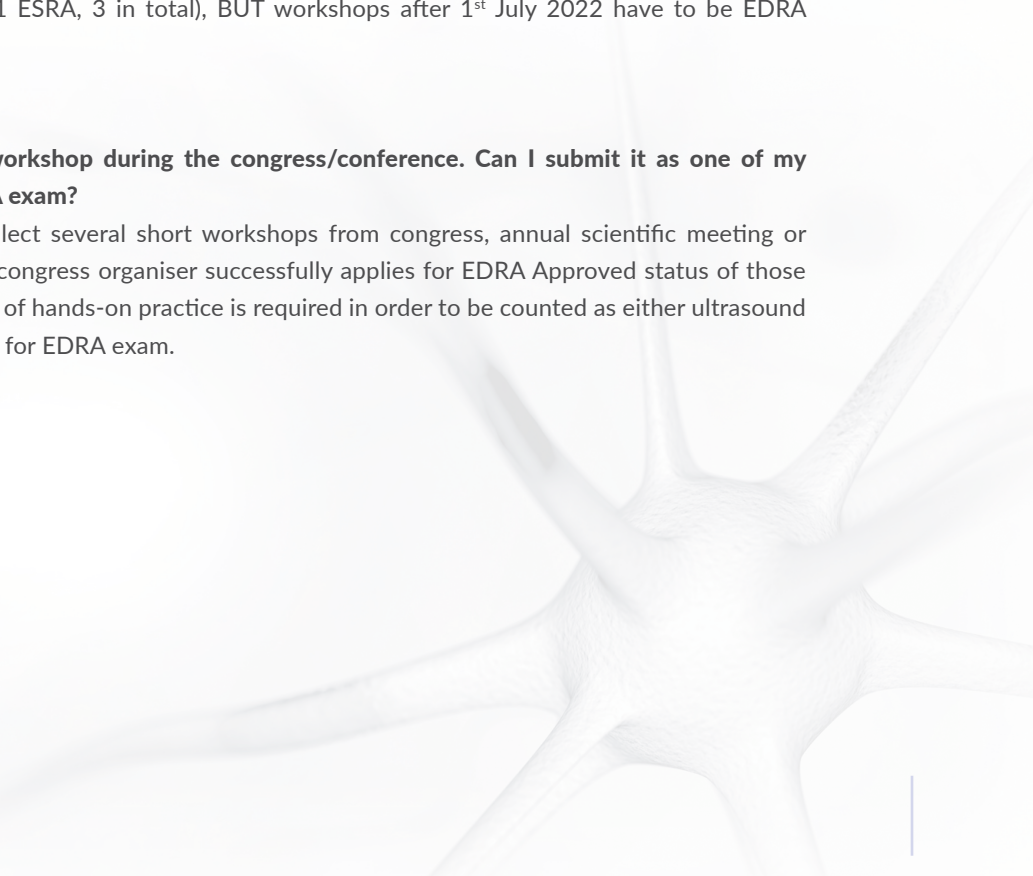 1 ESRA, 3 in total), BUT workshops after 1st July 2022 have to be EDRA
workshop during the congress/conference. Can I submit it as one of my
exam?
lect several short workshops from congress, annual scientific meeting or
congress organiser successfully applies for EDRA Approved status of those
of hands-on practice is required in order to be counted as either ultrasound
for EDRA exam.